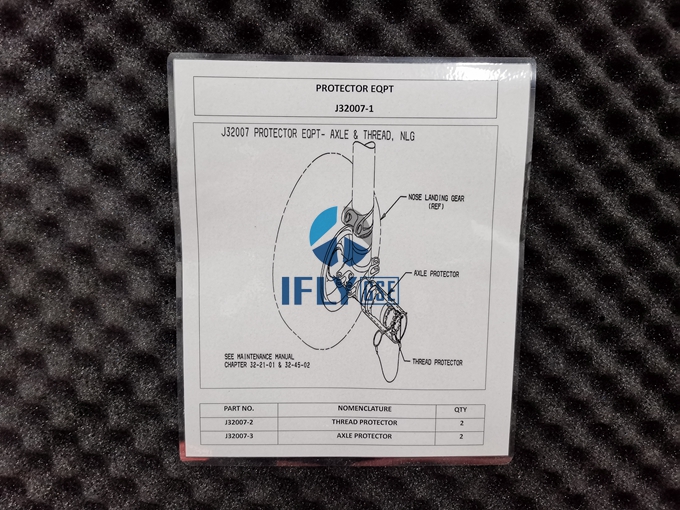 PROTECTOR EQPT
J32007-1
J32007 PROTECTOR EQPT- AXLE & THREAD, NLG
NOSE LANDING GEAR
(REF)
IFLY GSE
AXLE PROTECTOR
THREAD PROTECTOR
SEE MAINTENANCE MANUAL
CHAPTER 32-21-01 & 32-45-02
PART NO. NOMENCLATURE QTY
J32007-2 THREAD PROTECTOR 2
J32007-3 AXLE PROTECTOR 2